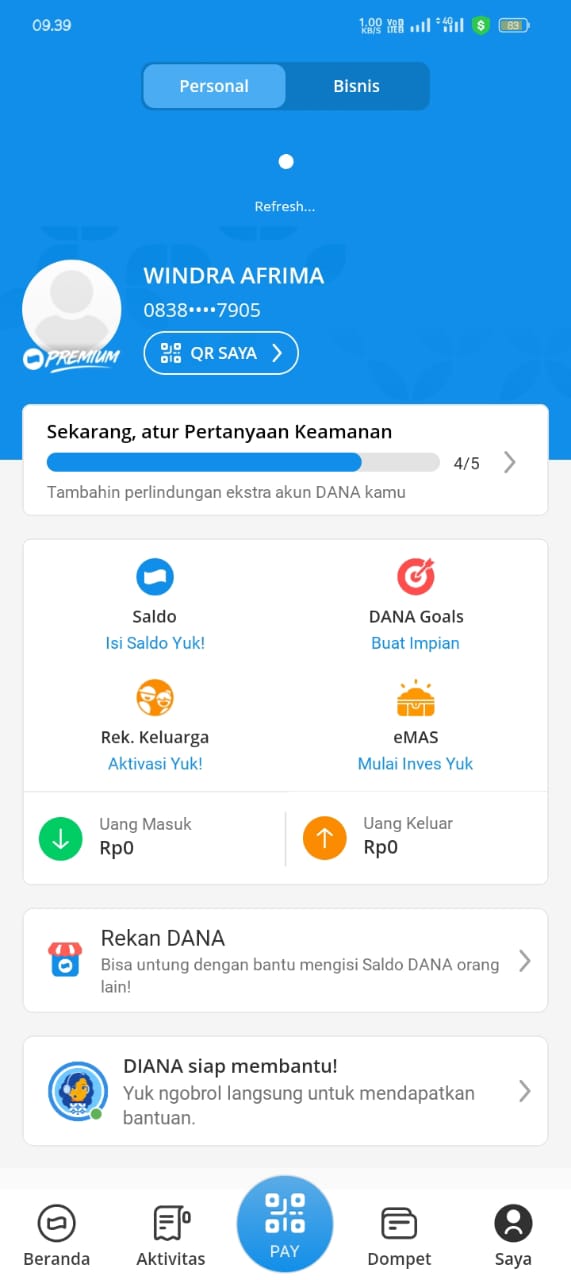 09.39
1.00 KB/S VoD LTEB 4G 83
Personal
Bisnis
Refresh...
WINDRA AFRIMA
0838••••7905
PREMIUM
QR SAYA
Sekarang, atur Pertanyaan Keamanan
4/5
Tambahin perlindungan ekstra akun DANA kamu
Saldo
Isi Saldo Yuk!
DANA Goals
Buat Impian
Rek. Keluarga
Aktivasi Yuk!
eMAS
Mulai Inves Yuk
Uang Masuk
Rp0
Uang Keluar
Rp0
Rekan DANA
Bisa untung dengan bantu mengisi Saldo DANA orang
lain!
DIANA siap membantu!
Yuk ngobrol langsung untuk mendapatkan
bantuan.
Beranda
Aktivitas
PAY
Dompet
Saya